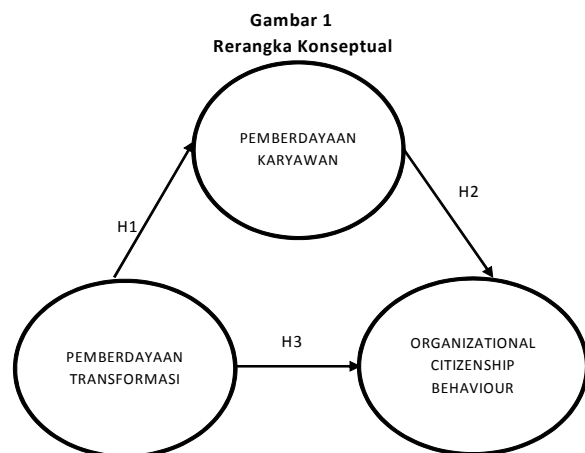 Gambar 1
Rerangka Konseptual
PEMBERDAYAAN
KARYAWAN
H1
H2
PEMBERDAYAAN
TRANSFORMASI
H3
ORGANIZATIONAL
CITIZENSHIP
BEHAVIOUR